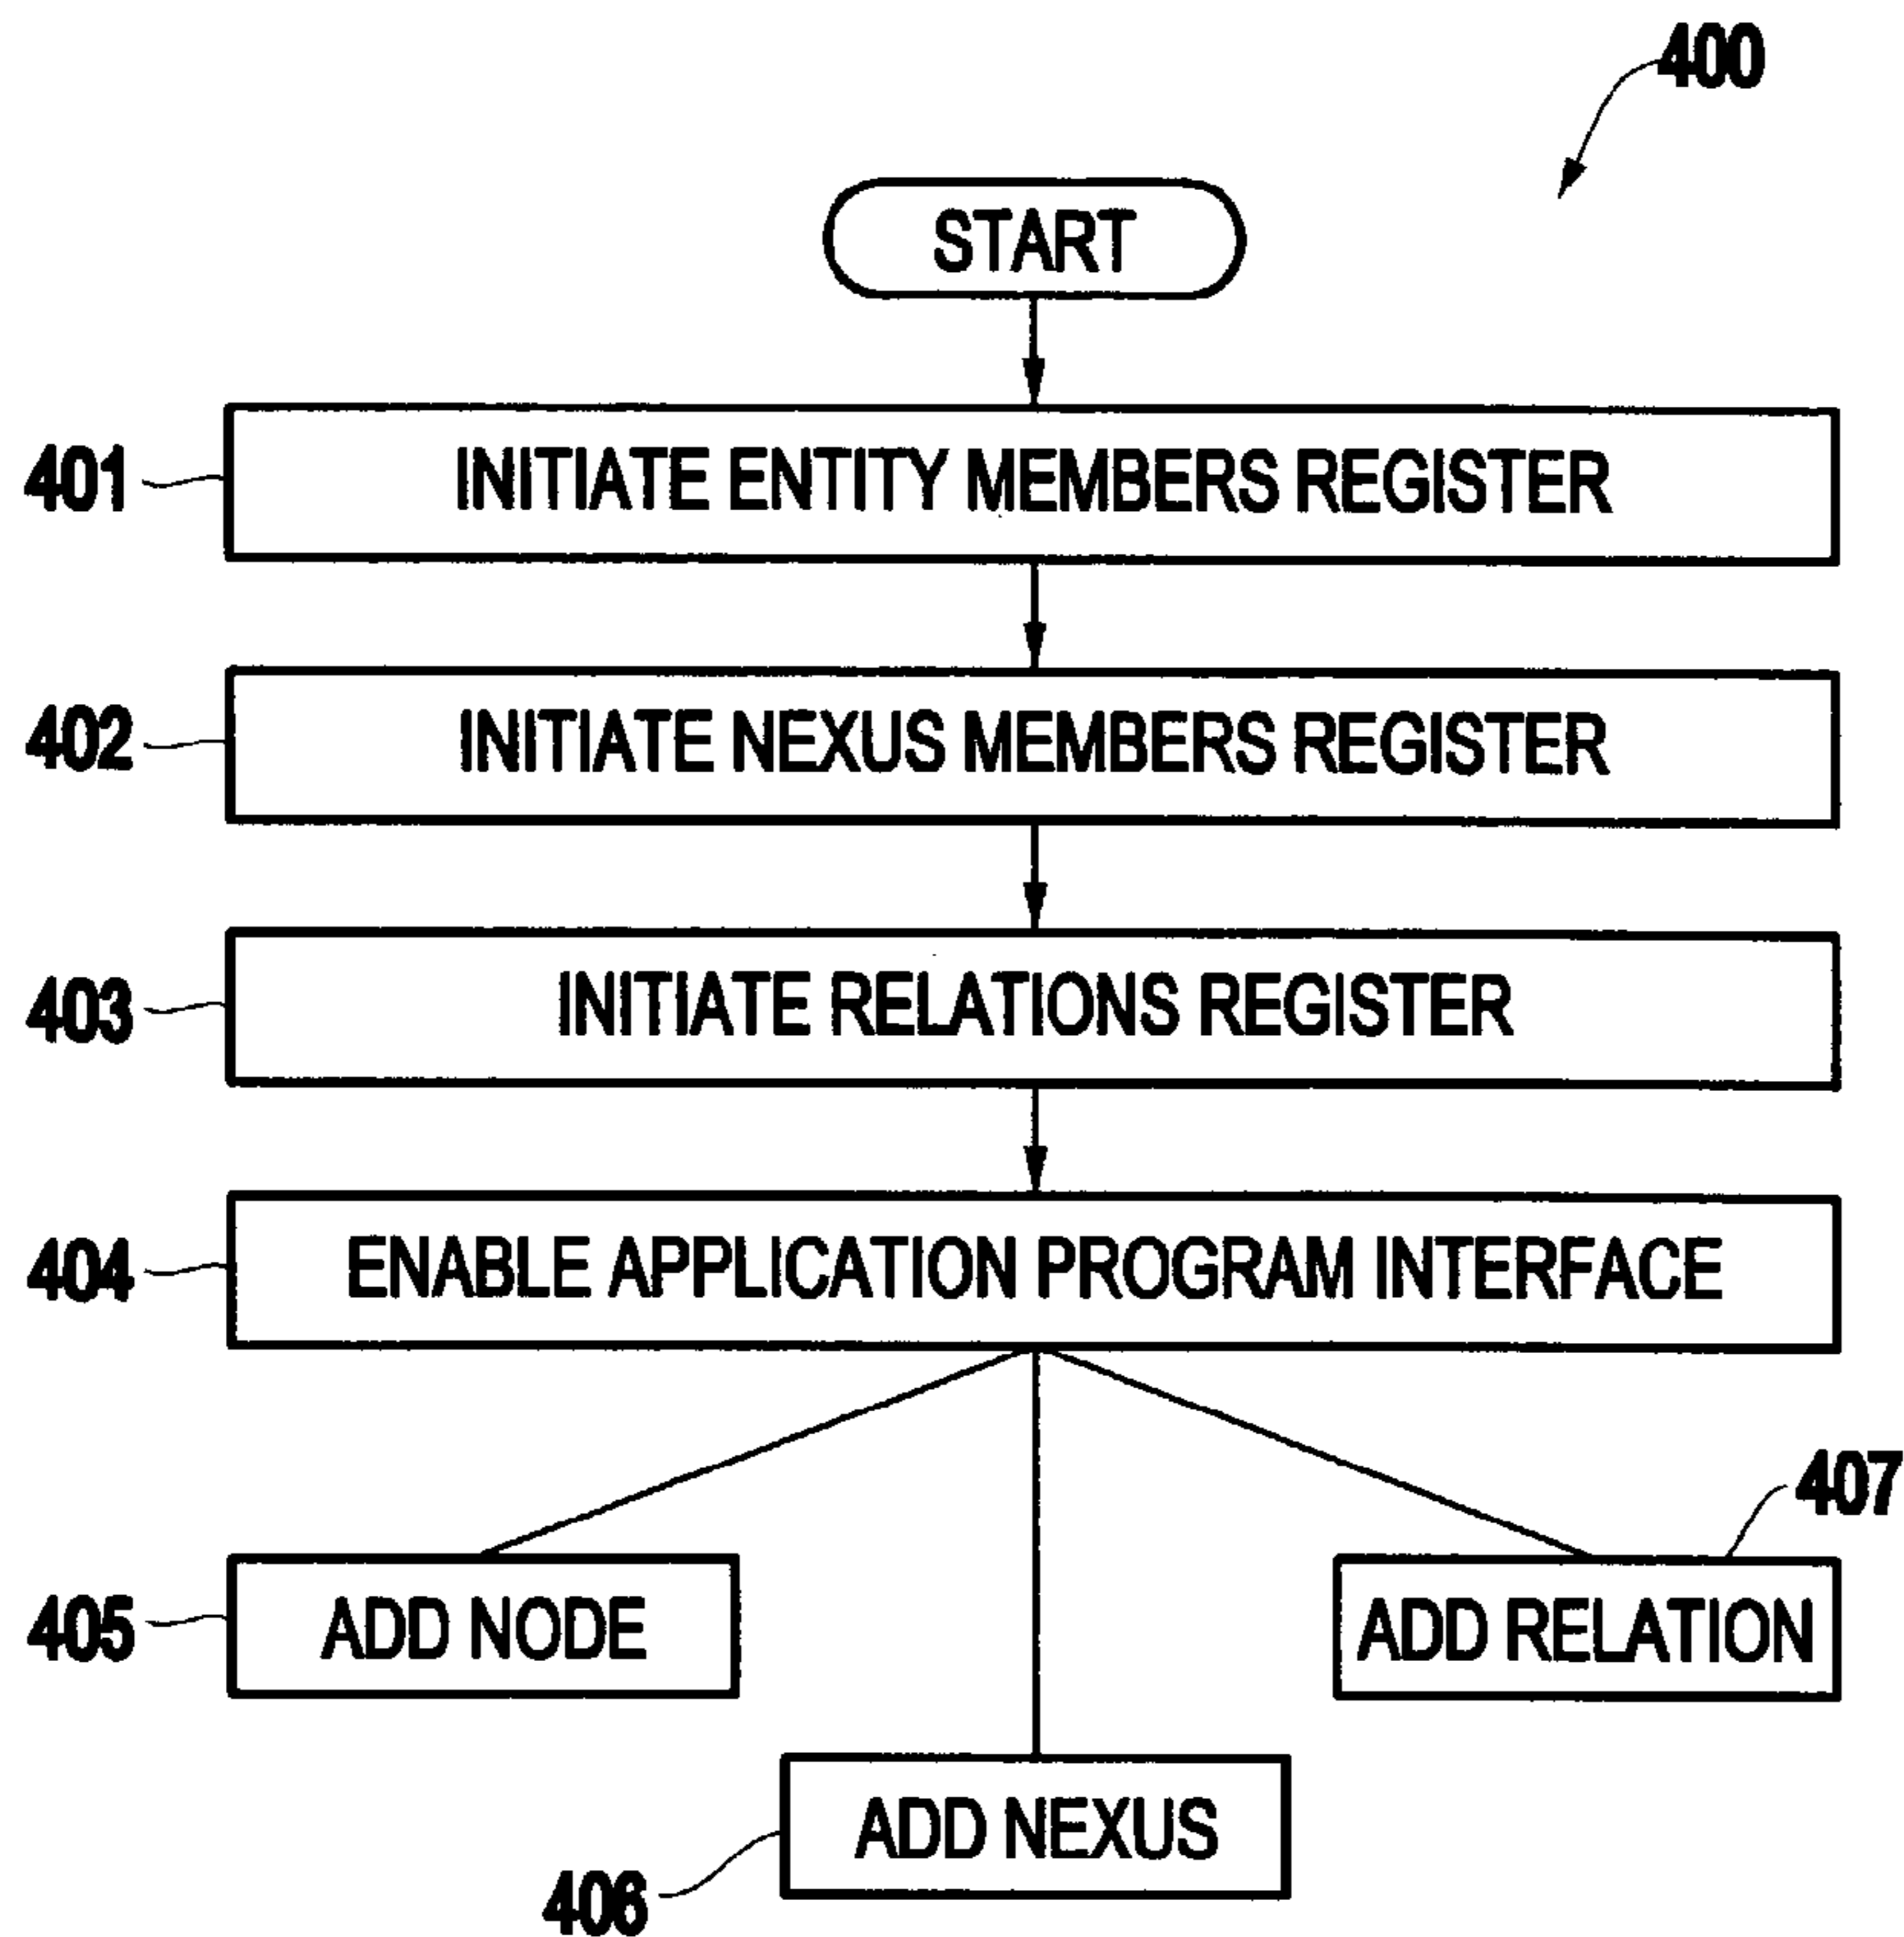 400
START
401
INITIATE ENTITY MEMBERS REGISTER
402
INITIATE NEXUS MEMBERS REGISTER
403
INITIATE RELATIONS REGISTER
404
ENABLE APPLICATION PROGRAM INTERFACE
407
405
ADD NODE
ADD RELATION
ADD NEXUS
406